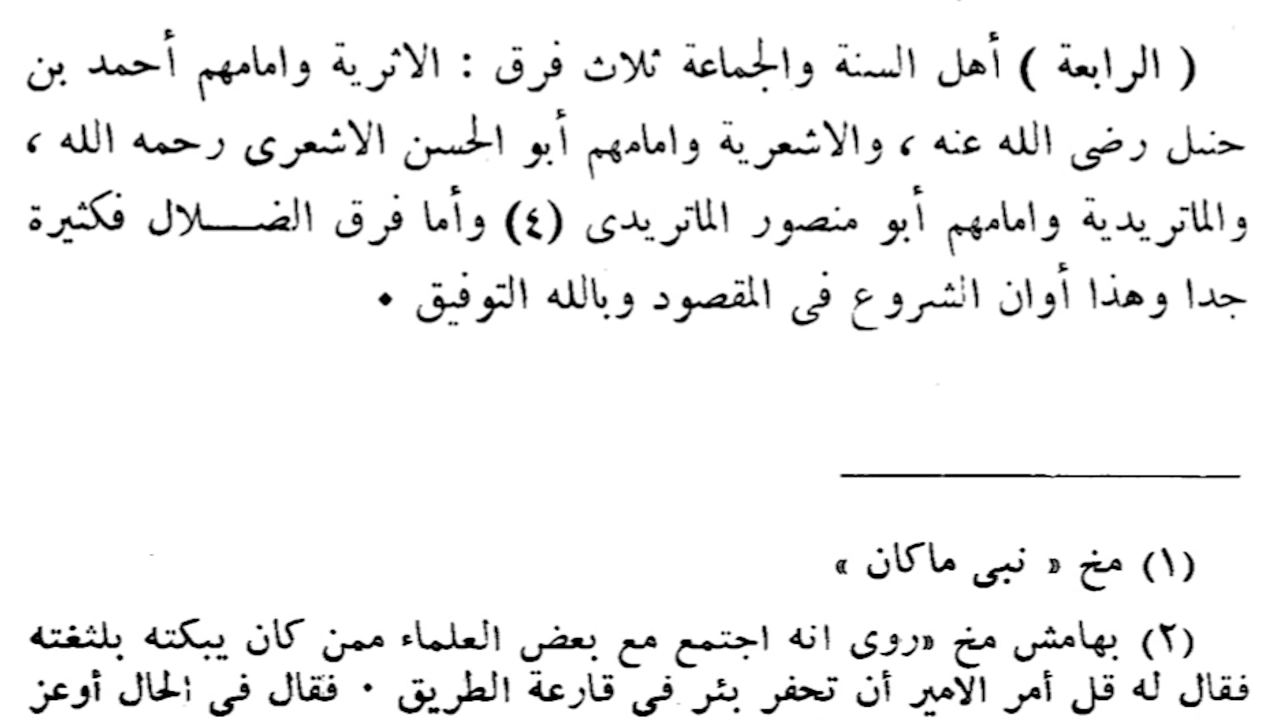 ( الرابعة ) أهل السنة والجماعة ثلاث فرق : الاثرية وامامهم أحمد بن
حنبل رضى الله عنه ، والاشعرية وامامهم أبو الحسن الاشعرى رحمه الله ،
والماتريدية وامامهم أبو منصور الماتريدى (٤) وأما فرق الضـــلال فكثيرة
جدا وهذا أوان الشروع فى المقصود وبالله التوفيق ٠
(١) مخ « نبى ماكان »
(٢) بهامش مخ «روى انه اجتمع مع بعض العلماء ممن كان يبكته بلثغته
فقال له قل أمر الامير أن تحفر بئر فى قارعة الطريق ٠ فقال فى الحال أوعز